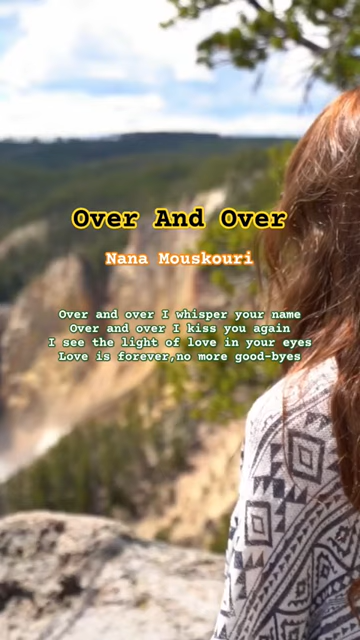 Over And Over
Nana Mouskouri
Over and over I whisper your name
Over and over I kiss you again
I see the light of love in your eyes
Love is forever,no more good-byes